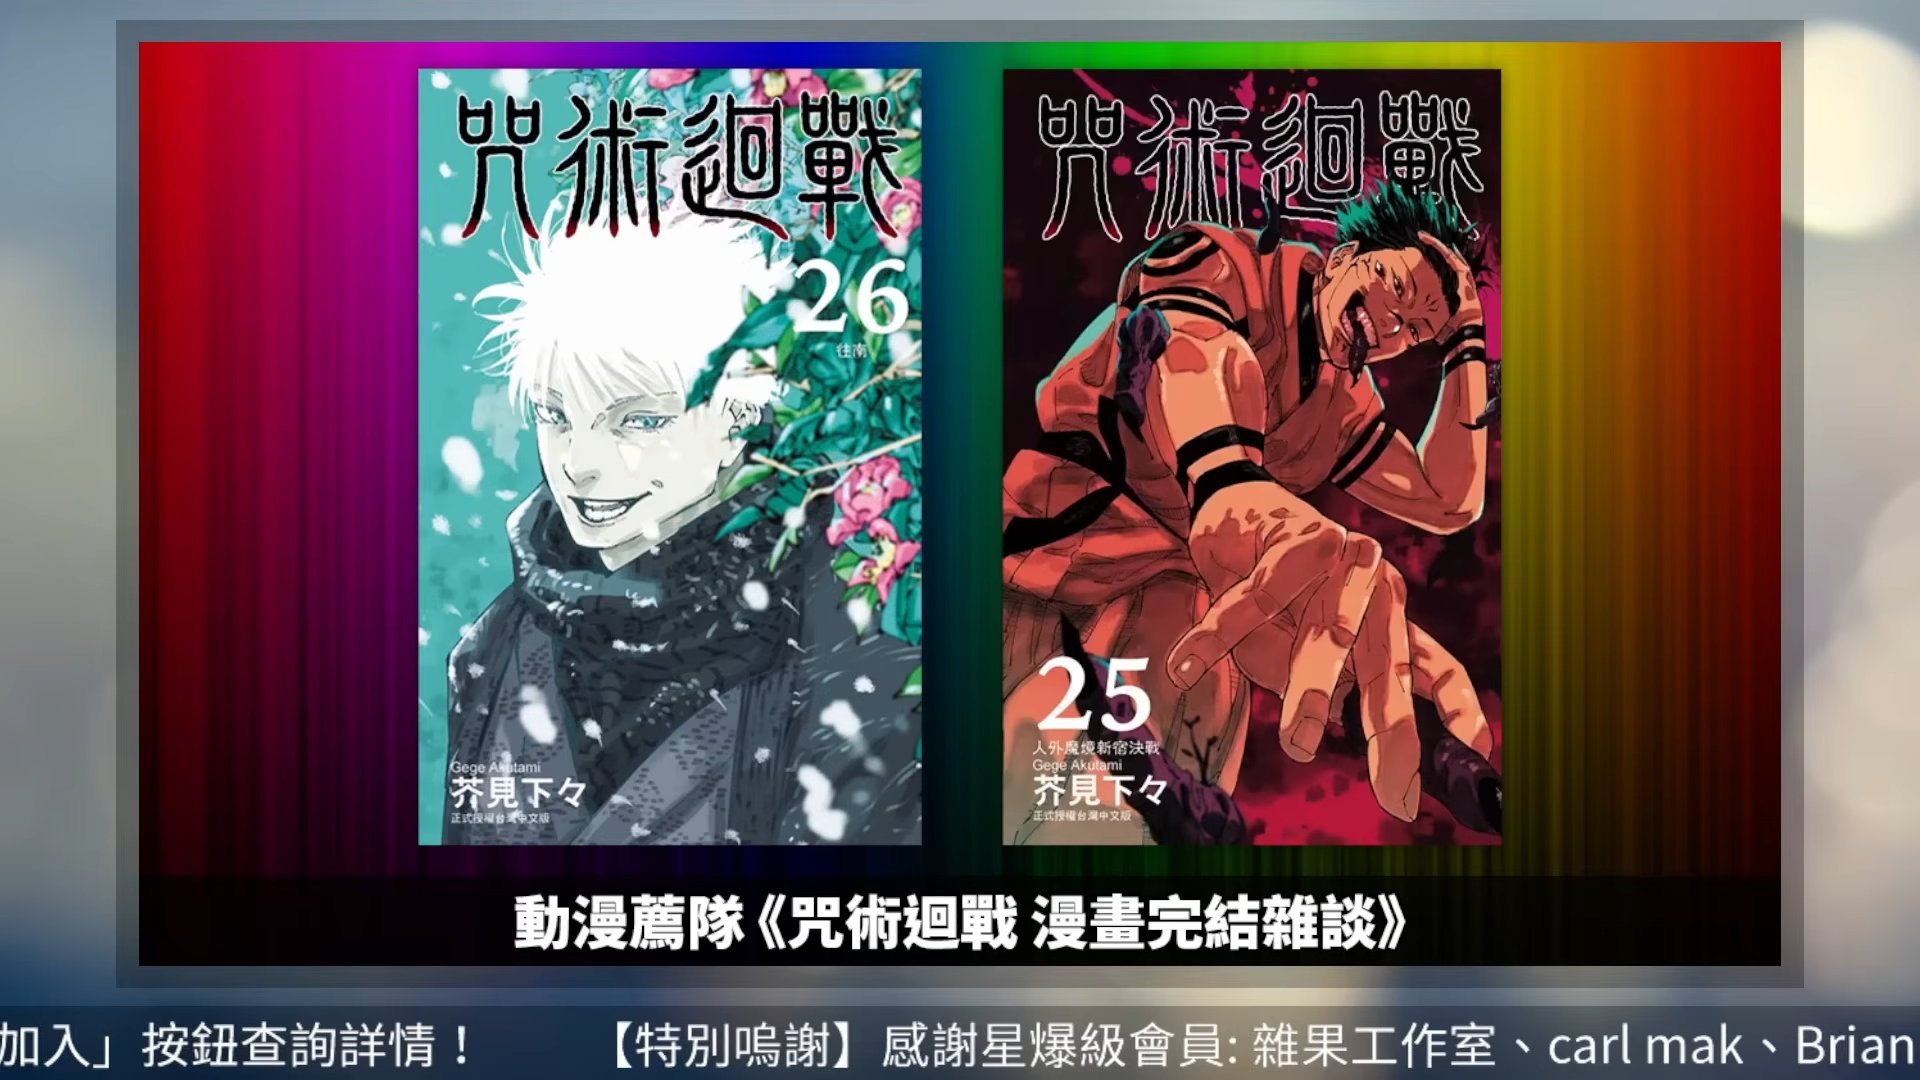 咒術迴戰
26
往南
Gege Akutami
芥見下々
正式授權台灣中文版
咒術迴戰
25
人外魔境新宿決戰
Gege Akutami
芥見下々
正式授權台灣中文版
動漫薦隊《咒術迴戰 漫畫完結雜談》
加入」按鈕查詢詳情! 【特別嗚謝】感謝星爆級會員: 雜果工作室、carl mak、Brian